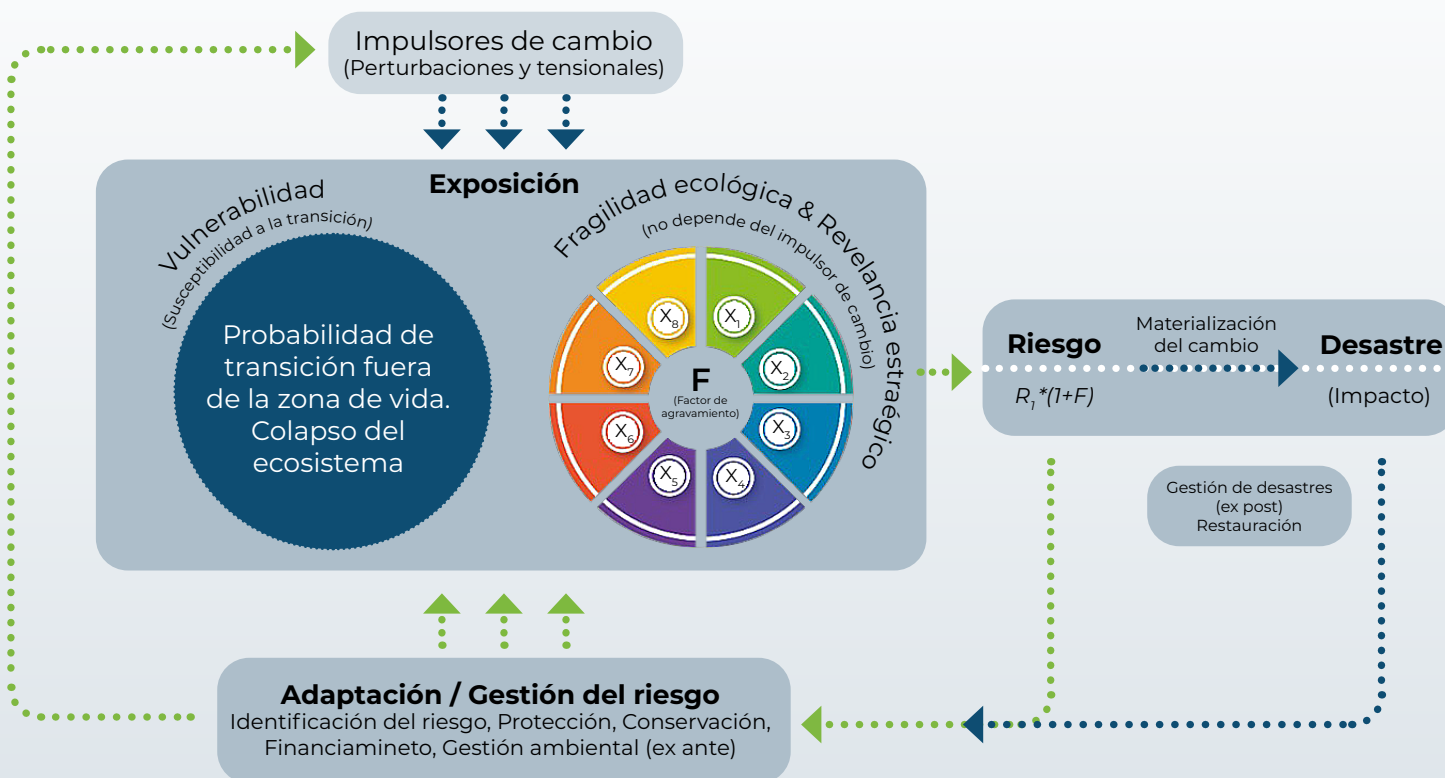 Impulsores de cambio
(Perturbaciones y tensionales)
Exposición
Vulnerabilidad
(Susceptibilidad a la transición)
Probabilidad de
transición fuera
de la zona de vida.
Colapso del
ecosistema
Fragilidad ecológica & Revelancia estraégico
(no depende del impulsor de cambio)
X8
X1
X7
X2
F
(Factor de
agravamiento)
X6
X3
X5
X4
Riesgo
R1*(1+F)
Materialización
del cambio
Desastre
(Impacto)
Gestión de desastres
(ex post)
Restauración
Adaptación / Gestión del riesgo
Identificación del riesgo, Protección, Conservación,
Financiamineto, Gestión ambiental (ex ante)